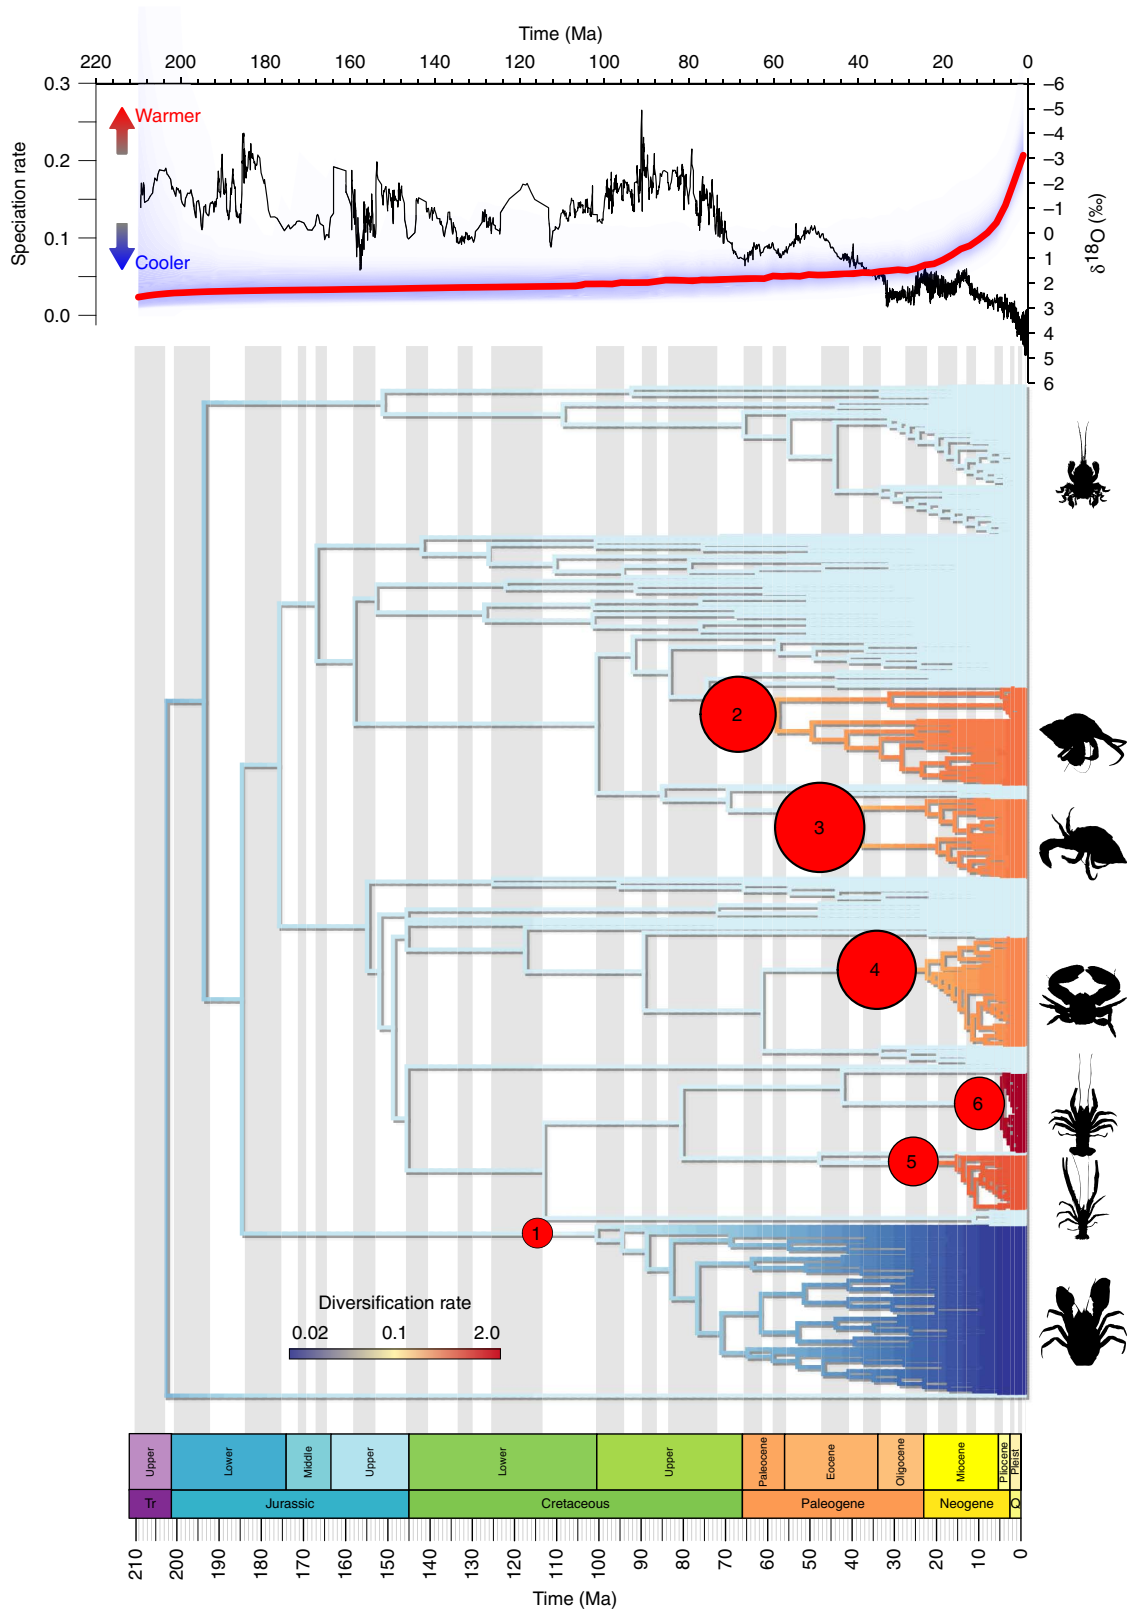 Time (Ma)
220 200 180 160 140 120 100 80 60 40 20 0
Speciation rate
0.3
0.2
0.1
0.0
Warmer
Cooler
–6
–5
–4
–3
–2
–1
0
1
2
3
4
5
6
δ18O (‰)
2
3
4
6
5
1
Diversification rate
0.02 0.1 2.0
Upper Lower Middle Upper Lower Upper Paleocene Eocene Oligocene Miocene Pliocene Pleist
Tr Jurassic Cretaceous Paleogene Neogene Q
210 200 190 180 170 160 150 140 130 120 110 100 90 80 70 60 50 40 30 20 10 0
Time (Ma)